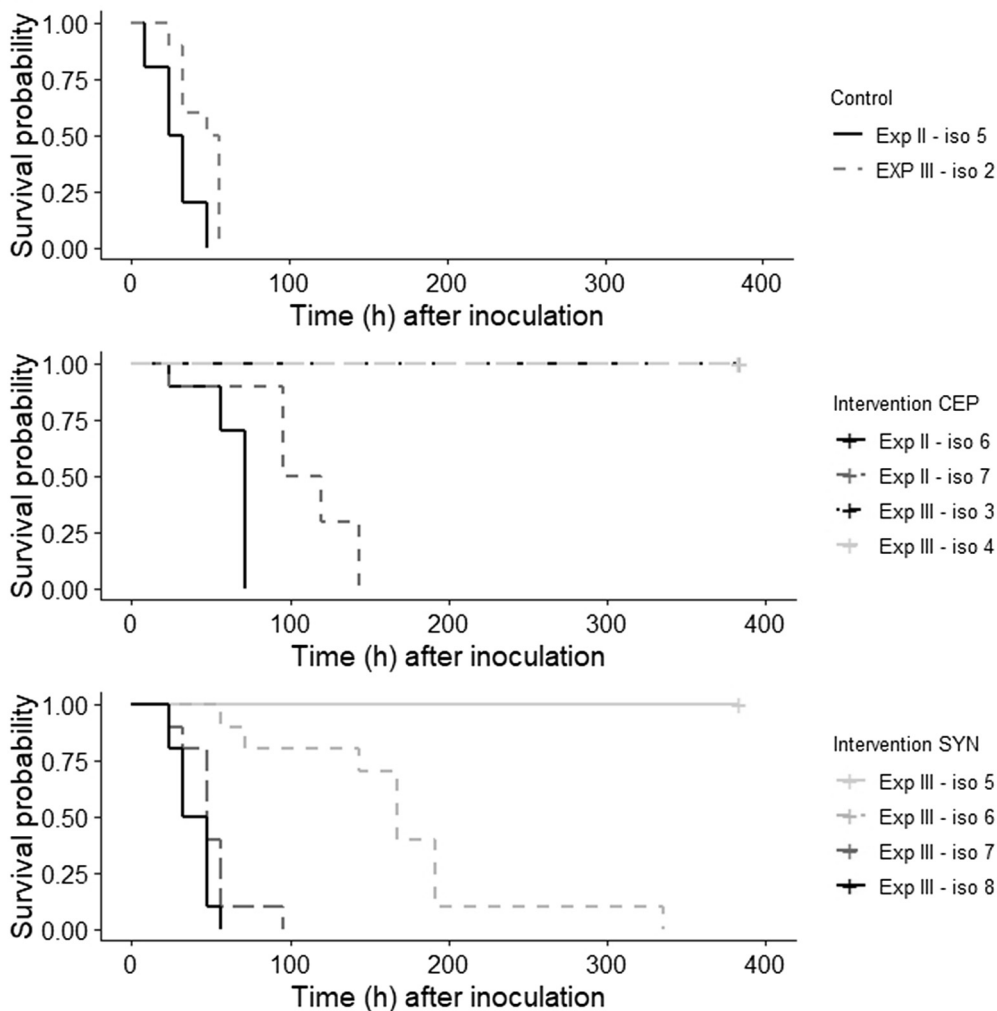 Survival probability
1.00
0.75
0.50
0.25
0.00
0 100 200 300 400
Time (h) after inoculation
Control
Exp II - iso 5
EXP III - iso 2
Survival probability
1.00
0.75
0.50
0.25
0.00
0 100 200 300 400
Time (h) after inoculation
Intervention CEP
Exp II - iso 6
Exp II - iso 7
Exp III - iso 3
Exp III - iso 4
Survival probability
1.00
0.75
0.50
0.25
0.00
0 100 200 300 400
Time (h) after inoculation
Intervention SYN
Exp III - iso 5
Exp III - iso 6
Exp III - iso 7
Exp III - iso 8